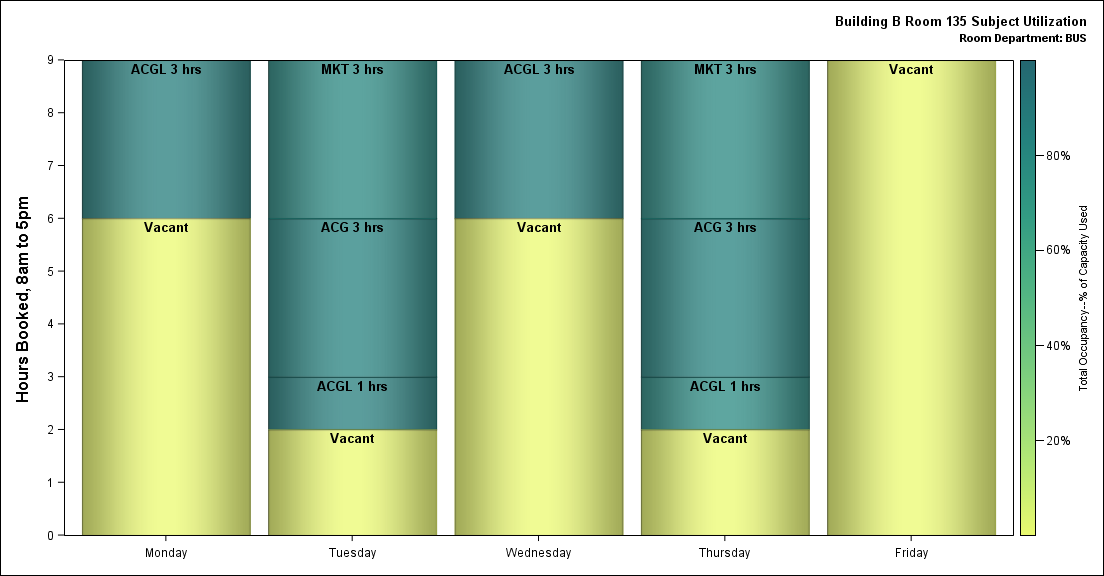 Building B Room 135 Subject Utilization
Room Department: BUS
Hours Booked, 8am to 5pm
9
8
7
6
5
4
3
2
1
0
ACGL 3 hrs
Vacant
MKT 3 hrs
ACG 3 hrs
ACGL 1 hrs
Vacant
ACGL 3 hrs
Vacant
MKT 3 hrs
ACG 3 hrs
ACGL 1 hrs
Vacant
Vacant
Monday
Tuesday
Wednesday
Thursday
Friday
80%
60%
40%
20%
Total Occupancy--% of Capacity Used